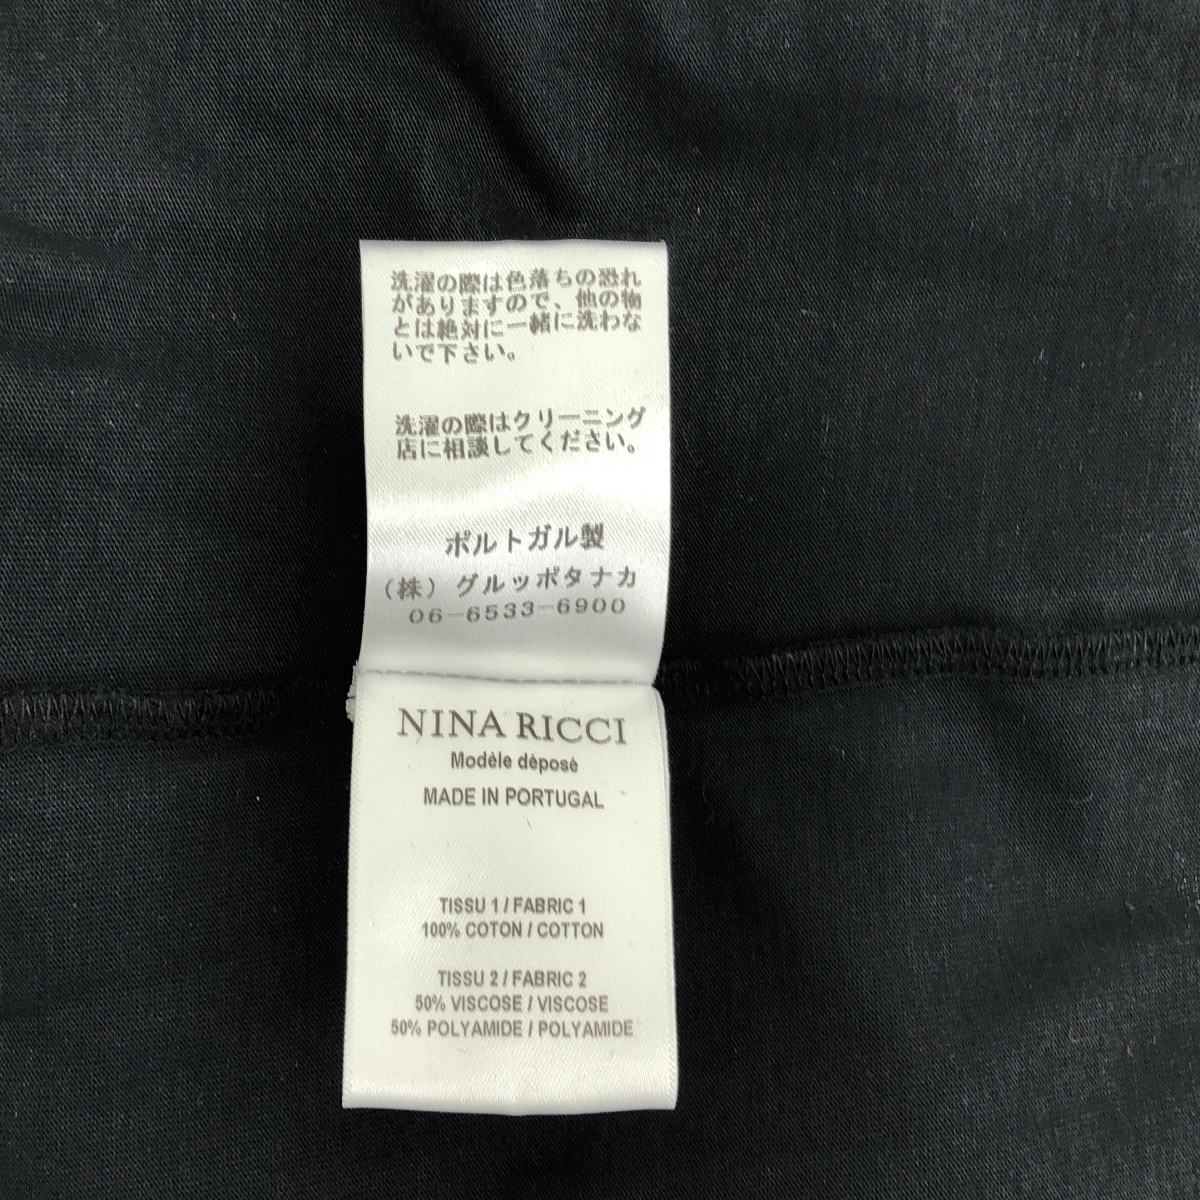 洗濯の際は色落ちの恐れ
がありますので、他の物
とは絶対に一緒に洗わな
いで下さい。
洗濯の際はクリーニング
店に相談してください。
ポルトガル製
（株）グルッポタナカ
06-6533-6900
NINA RICCI
Modèle déposé
MADE IN PORTUGAL
TISSU 1 / FABRIC 1
100% COTON / COTTON
TISSU 2 / FABRIC 2
50% VISCOSE / VISCOSE
50% POLYAMIDE / POLYAMIDE